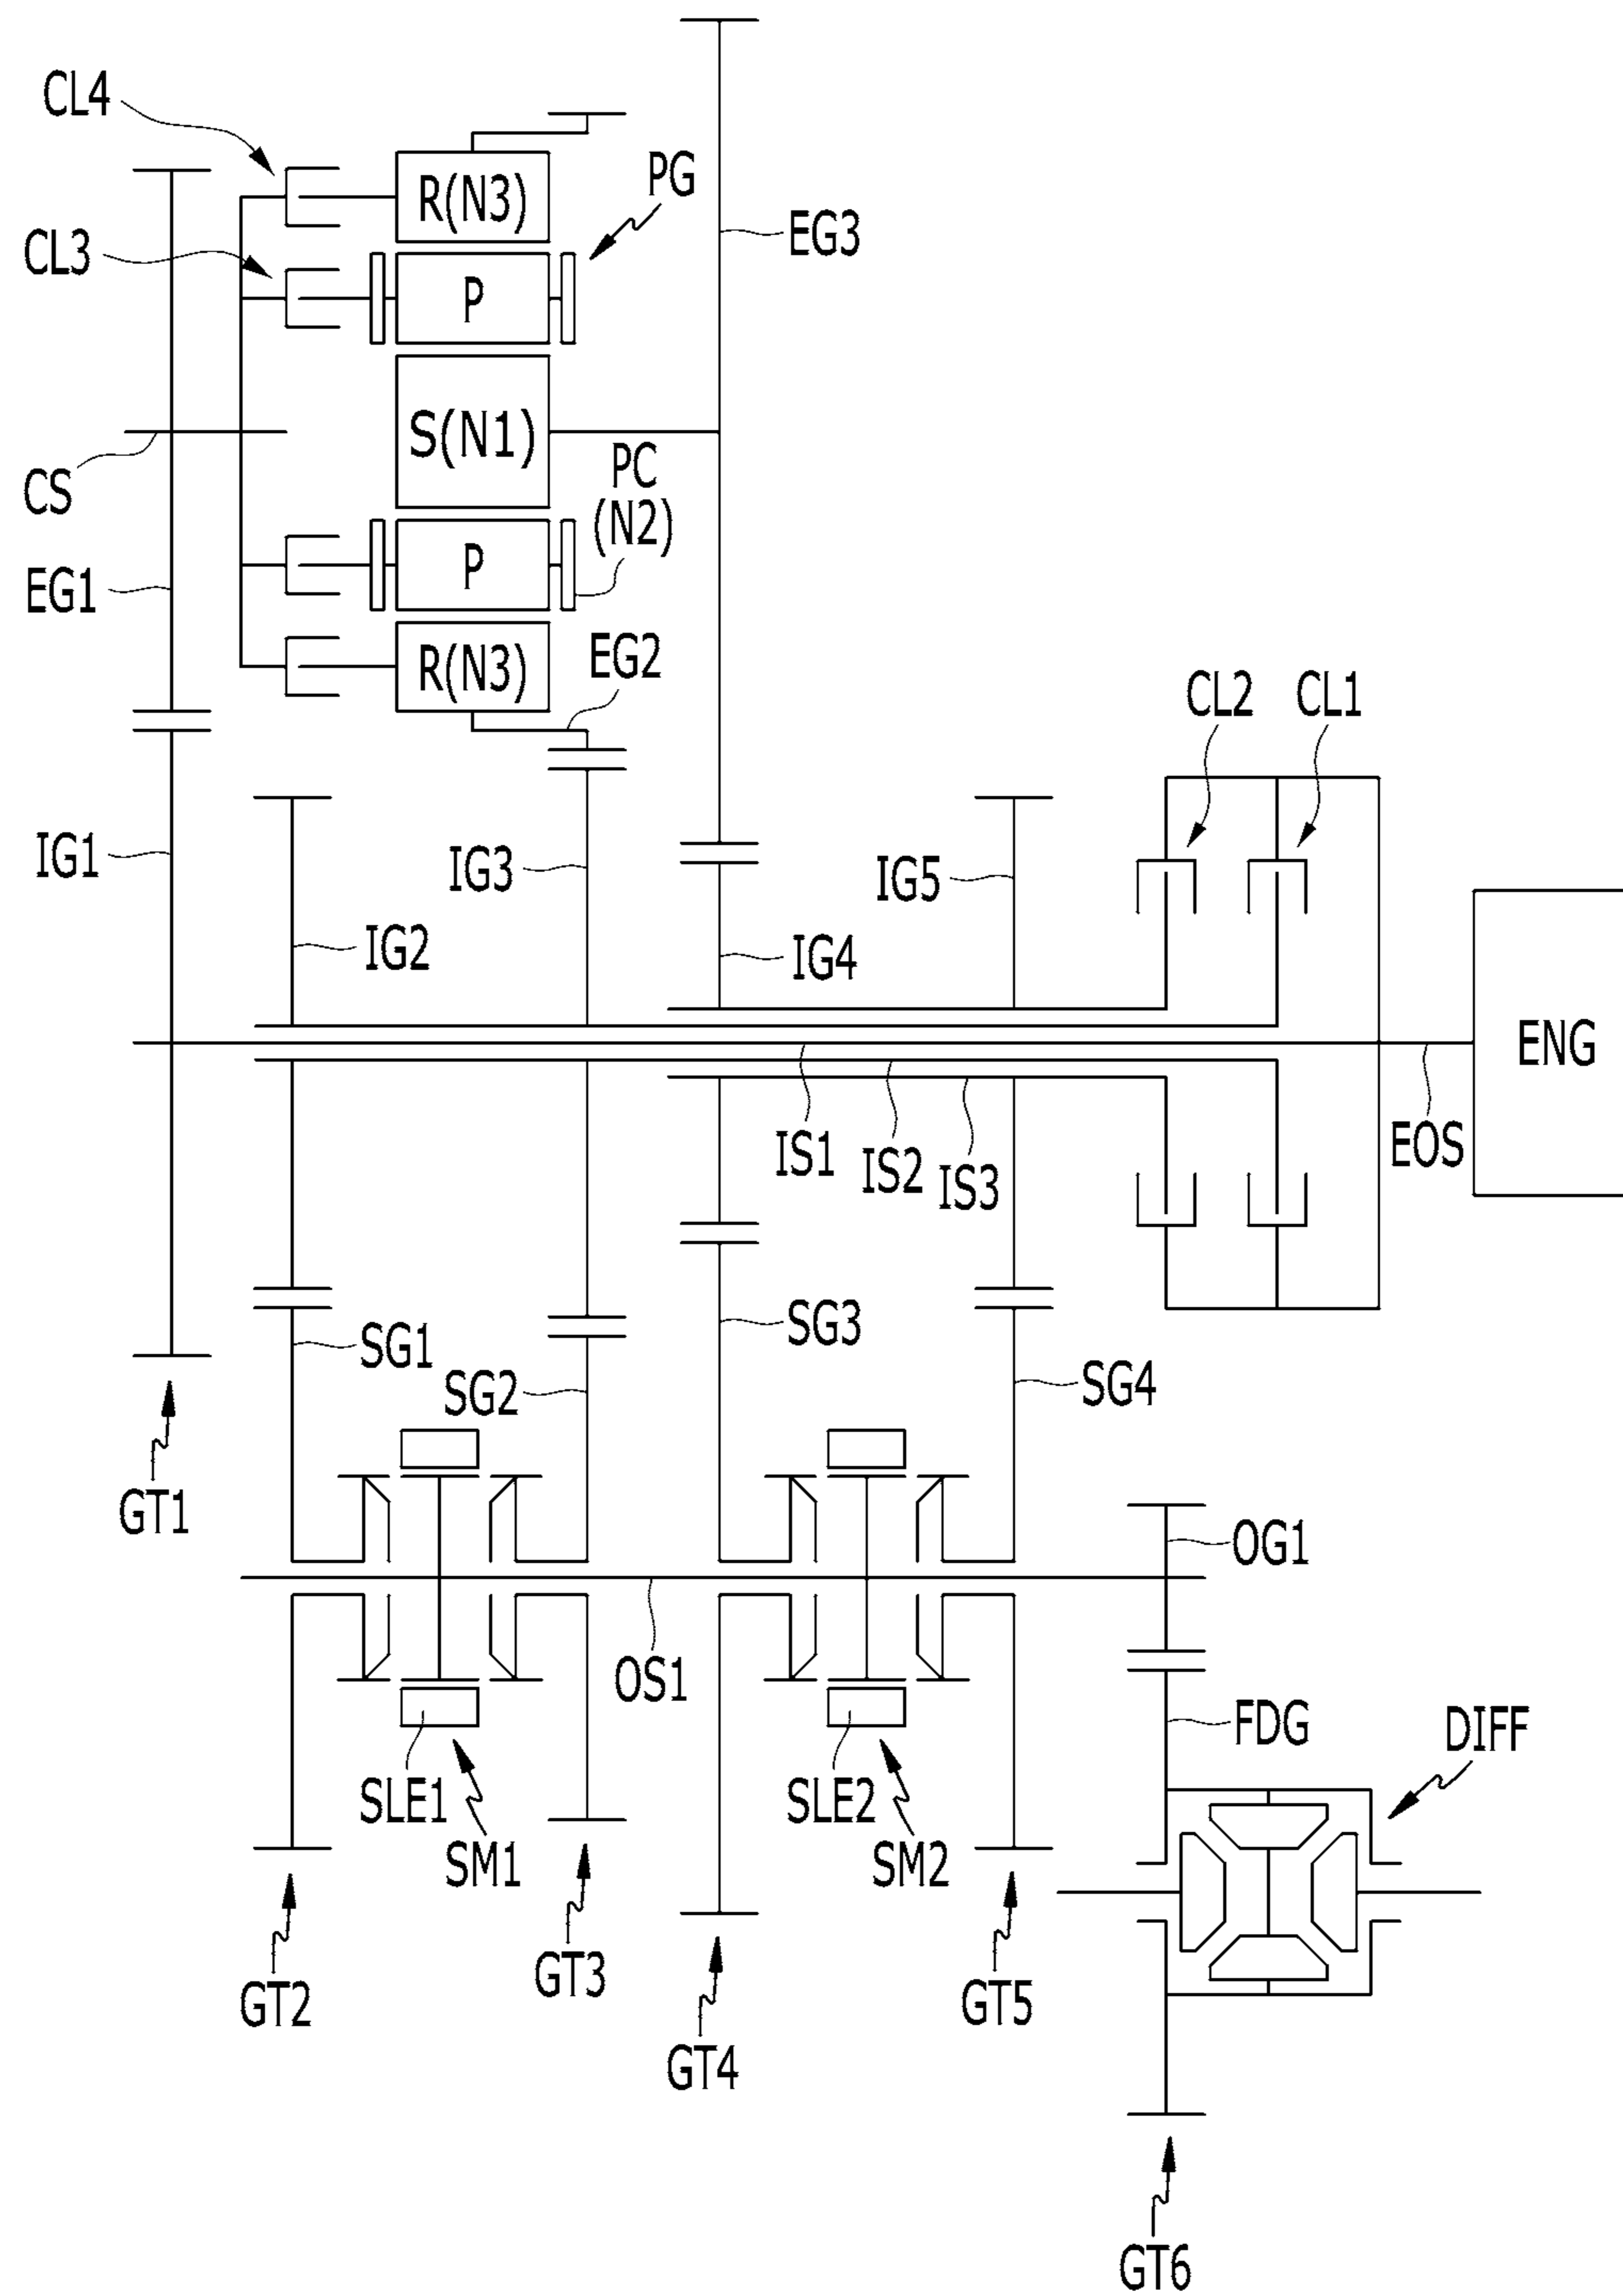 CL4
R(N3)
PG
EG3
CL3
P
S(N1)
PC
(N2)
CS
P
EG1
R(N3)
EG2
CL2
CL1
IG1
IG3
IG5
IG2
IG4
ENG
IS1
IS2
IS3
EOS
SG1
SG3
SG2
SG4
GT1
OG1
OS1
FDG
DIFF
SLE1
SLE2
SM1
SM2
GT2
GT3
GT5
GT4
GT6